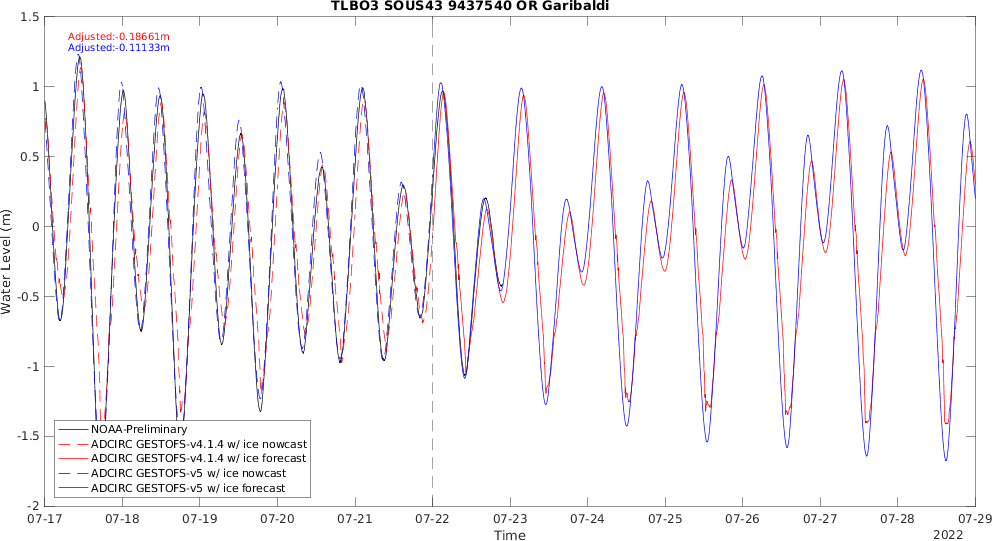 TLBO3 SOUS43 9437540 OR Garibaldi
Adjusted:-0.18661m
Adjusted:-0.11133m
1.5
1
0.5
0
-0.5
-1
-1.5
-2
Water Level (m)
NOAA-Preliminary
ADCIRC GESTOFS-v4.1.4 w/ ice nowcast
ADCIRC GESTOFS-v4.1.4 w/ ice forecast
ADCIRC GESTOFS-v5 w/ ice nowcast
ADCIRC GESTOFS-v5 w/ ice forecast
07-17 07-18 07-19 07-20 07-21 07-22 07-23 07-24 07-25 07-26 07-27 07-28 07-29
Time
2022